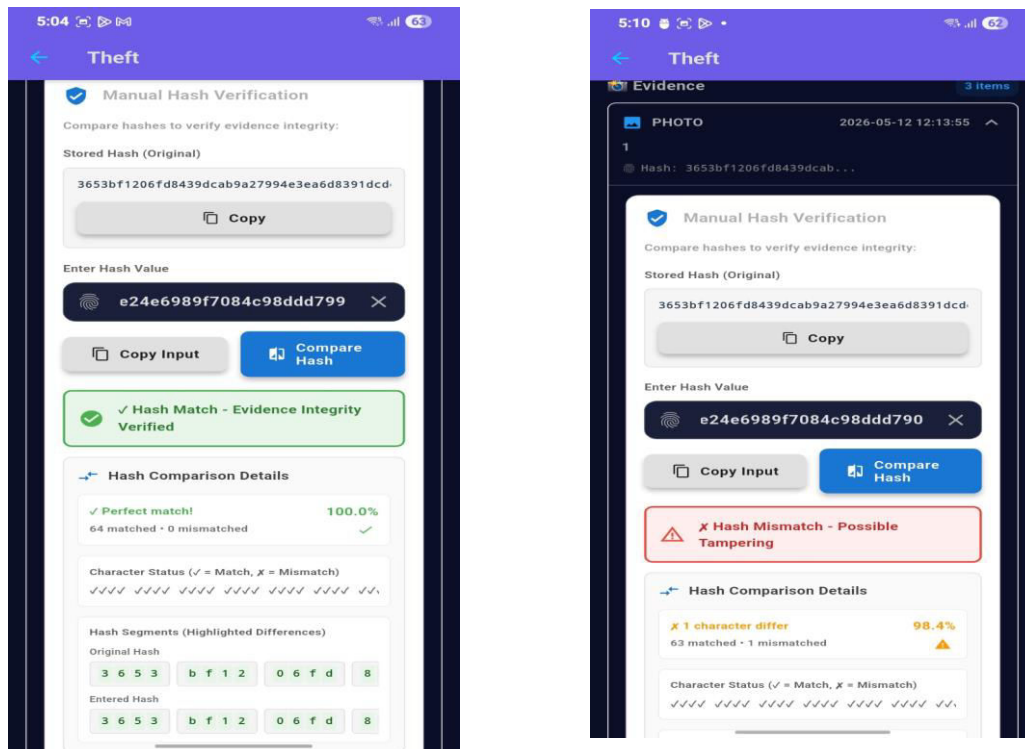 5:04
63
Theft
Manual Hash Verification
Compare hashes to verify evidence integrity:
Stored Hash (Original)
3653bf1206fd8439dcab9a27994e3ea6d8391dcd
Copy
Enter Hash Value
e24e6989f7084c98ddd799
Copy Input
Compare
Hash
✓ Hash Match - Evidence Integrity
Verified
Hash Comparison Details
✓ Perfect match!
100.0%
64 matched • 0 mismatched
Character Status (✓ = Match, ✗ = Mismatch)
✓✓✓✓ ✓✓✓✓ ✓✓✓✓ ✓✓✓✓ ✓✓✓✓ ✓✓✓✓ ✓✓
Hash Segments (Highlighted Differences)
Original Hash
3 6 5 3 b f 1 2 0 6 f d 8
Entered Hash
3 6 5 3 b f 1 2 0 6 f d 8
5:10
62
Theft
Evidence
3 items
PHOTO
2026-05-12 12:13:55
1
Hash: 3653bf1206fd8439dcab...
Manual Hash Verification
Compare hashes to verify evidence integrity:
Stored Hash (Original)
3653bf1206fd8439dcab9a27994e3ea6d8391dcd
Copy
Enter Hash Value
e24e6989f7084c98ddd790
Copy Input
Compare
Hash
✗ Hash Mismatch - Possible
Tampering
Hash Comparison Details
✗ 1 character differ
98.4%
63 matched • 1 mismatched
Character Status (✓ = Match, ✗ = Mismatch)
✓✓✓✓ ✓✓✓✓ ✓✓✓✓ ✓✓✓✓ ✓✓✓✓ ✓✓✓✓ ✓✓